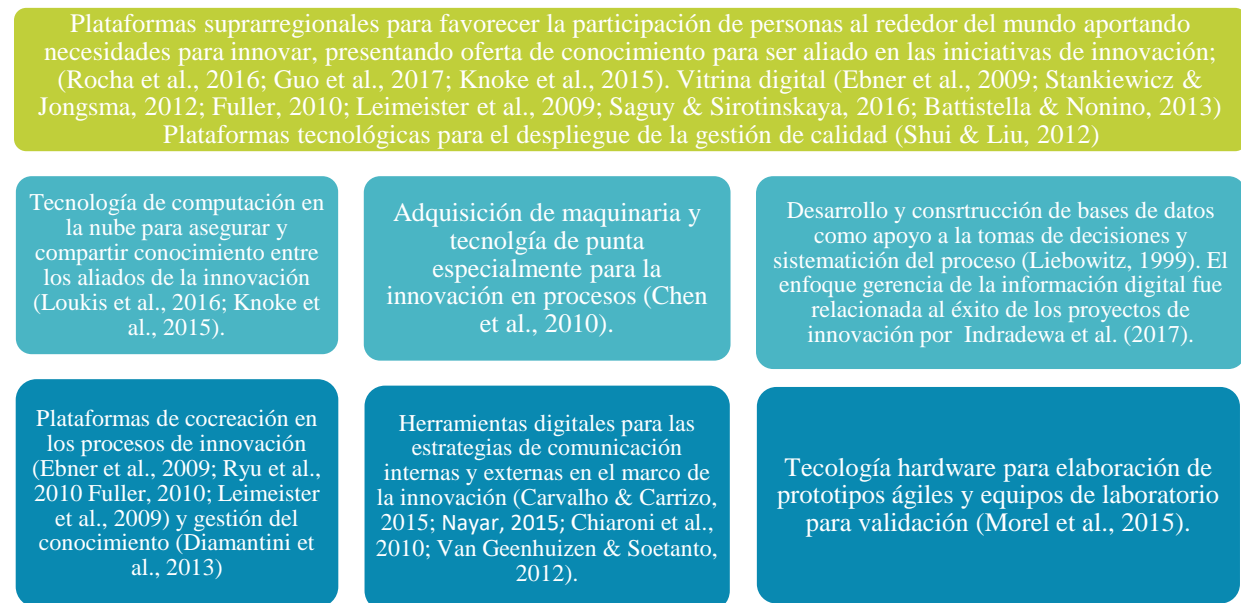 Plataformas suprarregionales para favorecer la participación de personas al rededor del mundo aportando
necesidades para innovar, presentando oferta de conocimiento para ser aliado en las iniciativas de innovación;
(Rocha et al., 2016; Guo et al., 2017; Knoke et al., 2015). Vitrina digital (Ebner et al., 2009; Stankiewicz &
Jongsma, 2012; Fuller, 2010; Leimeister et al., 2009; Saguy & Sirotinskaya, 2016; Battistella & Nonino, 2013)
Plataformas tecnológicas para el despliegue de la gestión de calidad (Shui & Liu, 2012)
Tecnología de computación en
la nube para asegurar y
compartir conocimiento entre
los aliados de la innovación
(Loukis et al., 2016; Knoke et
al., 2015).
Adquisición de maquinaria y
tecnolgía de punta
especialmente para la
innovación en procesos (Chen
et al., 2010).
Desarrollo y consrtrucción de bases de datos
como apoyo a la tomas de decisiones y
sistematición del proceso (Liebowitz, 1999). El
enfoque gerencia de la información digital fue
relacionada al éxito de los proyectos de
innovación por Indradewa et al. (2017).
Plataformas de cocreación en
los procesos de innovación
(Ebner et al., 2009; Ryu et al.,
2010 Fuller, 2010; Leimeister
et al., 2009) y gestión del
conocimiento (Diamantini et
al., 2013)
Herramientas digitales para las
estrategias de comunicación
internas y externas en el marco de
la innovación (Carvalho & Carrizo,
2015; Nayar, 2015; Chiaroni et al.,
2010; Van Geenhuizen & Soetanto,
2012).
Tecología hardware para elaboración de
prototipos ágiles y equipos de laboratorio
para validación (Morel et al., 2015).